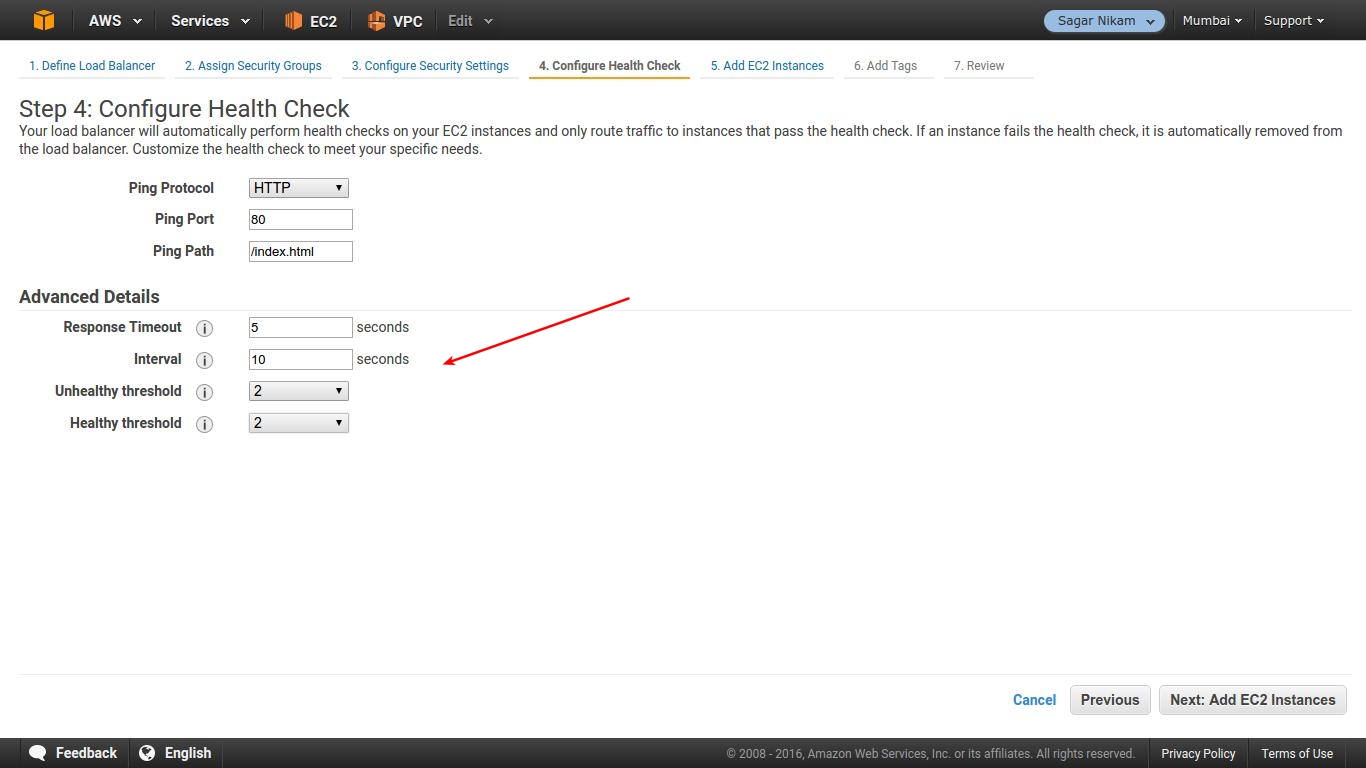 AWS Services EC2 VPC Edit Sagar Nikam Mumbai Support
1. Define Load Balancer 2. Assign Security Groups 3. Configure Security Settings 4. Configure Health Check 5. Add EC2 Instances 6. Add Tags 7. Review
Step 4: Configure Health Check
Your load balancer will automatically perform health checks on your EC2 instances and only route traffic to instances that pass the health check. If an instance fails the health check, it is automatically removed from
the load balancer. Customize the health check to meet your specific needs.
Ping Protocol HTTP
Ping Port 80
Ping Path /index.html
Advanced Details
Response Timeout i 5 seconds
Interval i 10 seconds
Unhealthy threshold i 2
Healthy threshold i 2
Cancel Previous Next: Add EC2 Instances
Feedback English © 2008 - 2016, Amazon Web Services, Inc. or its affiliates. All rights reserved. Privacy Policy Terms of Use